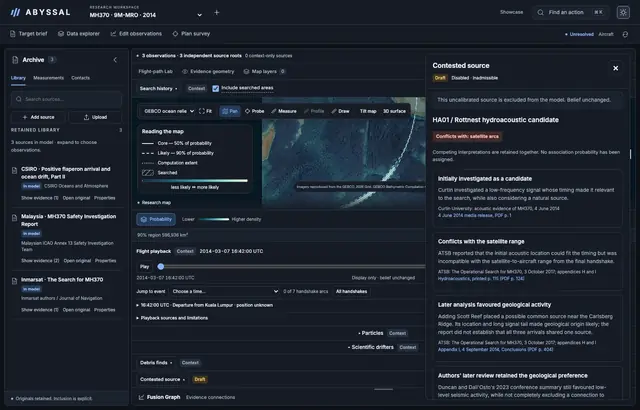 ABYSSAL
RESEARCH WORKSPACE
MH370 · 9M-MRO · 2014
Showcase
Find an action
⌘K
Target brief
Data explorer
Edit observations
Plan survey
Unresolved
Aircraft
Archive 3
Library
Measurements
Contacts
Search sources...
+ Add source
Upload
RETAINED LIBRARY 3
3 sources in model · expand to choose observations.
CSIRO · Positive flaperon arrival and ocean drift, Part II
In model CSIRO Oceans and Atmosphere
Show evidence (1) Open original Properties
Malaysia · MH370 Safety Investigation Report
In model
Malaysian ICAO Annex 13 Safety Investigation Team
Show evidence (2) Open original Properties
Inmarsat · The Search for MH370
In model Inmarsat authors / Journal of Navigation
Show evidence (1) Open original Properties
Originals retained. Inclusion is explicit.
3 observations · 3 independent source roots 0 context-only sources
Flight-path Lab
Evidence geometry
Map layers 0
Search history
Context
Include searched areas
GEBCO ocean relie
Fit
Pan
Probe
Measure
Profile
Draw
Tilt map
3D surface
Reading the map
Core — 50% of probability
Likely — 90% of probability
Computation extent
Searched
less likely ⇔ more likely
Research map
Probability
Lower
Higher density
Flight playback
Context
2014-03-07 16:42:00 UTC
Play
2014-03-07 16:42:00 UTC
Display only · belief unchanged
Jump to event
Choose a time...
0 of 7 handshake arcs
All handshakes
16:42:00 UTC · Departure from Kuala Lumpur · position unknown
Playback sources and limitations
Particles Context
Scientific drifters Context
Debris finds Context
Contested source Draft
Fusion Graph
Evidence connections
Contested source
Draft Disabled Inadmissible
This uncalibrated source is excluded from the model. Belief unchanged.
HA01 / Rottnest hydroacoustic candidate
Conflicts with: satellite arcs
Competing interpretations are retained together. No association probability has been assigned.
Initially investigated as a candidate
Curtin investigated a low-frequency signal whose timing made it relevant to the search, while also considering a natural source.
Curtin University: acoustic evidence of MH370, 4 June 2014
4 June 2014 media release, PDF p. 1
Conflicts with the satellite range
ATSB reported that the initial acoustic location could fit the timing but was incompatible with the satellite-to-aircraft range from the final handshake.
ATSB: The Operational Search for MH370, 3 October 2017; appendices H and I
Hydroacoustics, printed p. 111 (PDF p. 124)
Later analysis favoured geological activity
Adding Scott Reef placed a possible common source near the Carlsberg Ridge. Its location and long signal tail made geological origin likely; the report did not establish that all three arrivals shared one source.
ATSB: The Operational Search for MH370, 3 October 2017; appendices H and I
Appendix I, 4 September 2014, Conclusions (PDF p. 404)
Authors' later review retained the geological preference
Duncan and Dall'Osto's 2023 conference summary still favoured low-level seismic activity, while not completely excluding a connection to